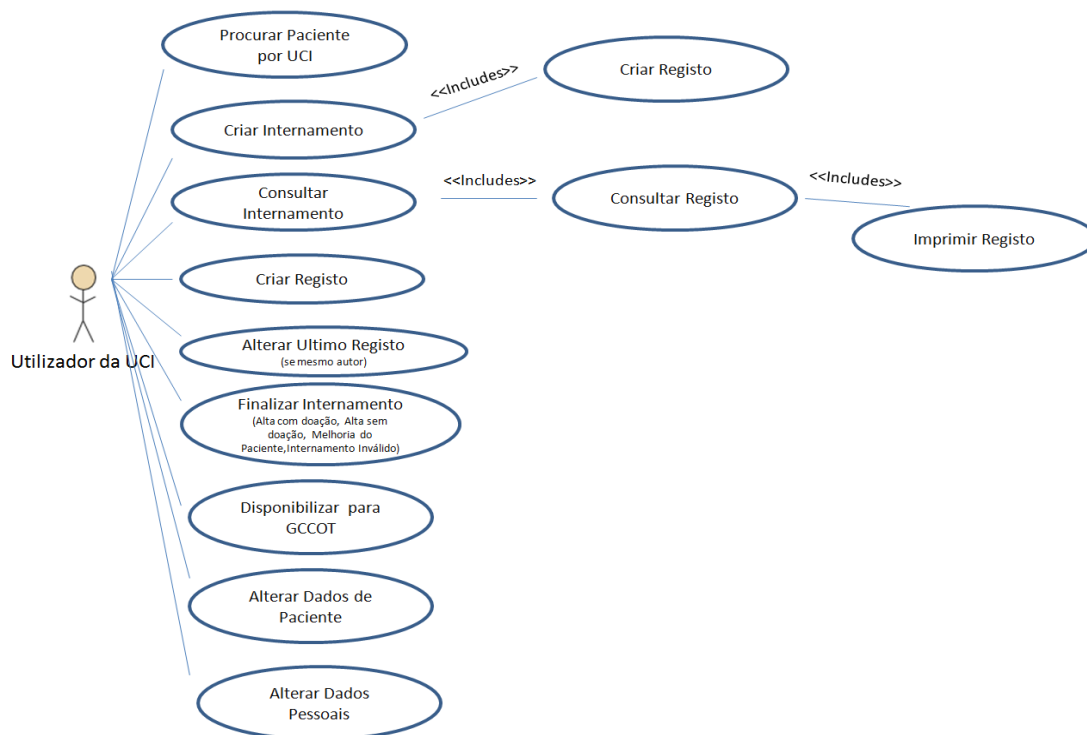 Procurar Paciente
por UCI
<<Includes>>
Criar Registo
Criar Internamento
Consultar
Internamento
<<Includes>>
Consultar Registo
<<Includes>>
Imprimir Registo
Criar Registo
Utilizador da UCI
Alterar Ultimo Registo
(se mesmo autor)
Finalizar Internamento
(Alta com doação, Alta sem
doação, Melhoria do
Paciente,Internamento Inválido)
Disponibilizar para
GCCOT
Alterar Dados de
Paciente
Alterar Dados
Pessoais